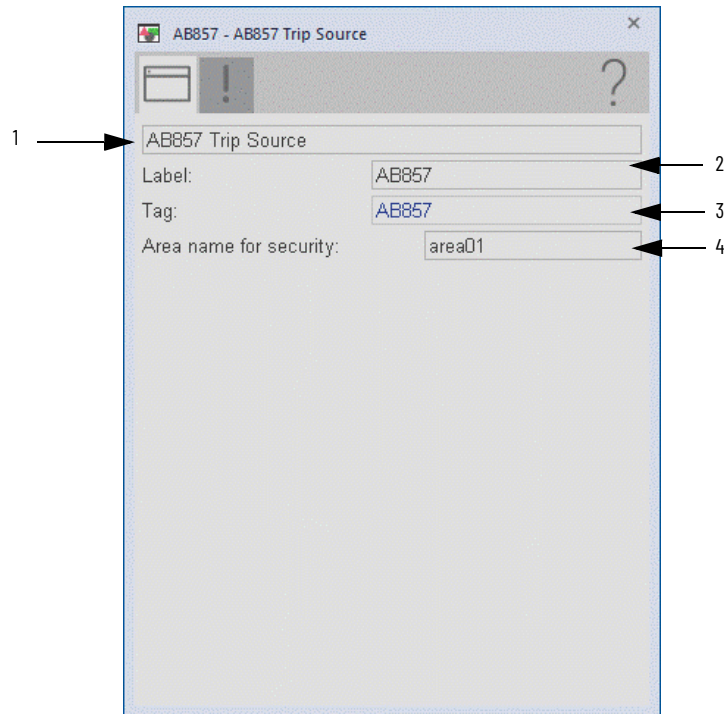 AB857 - AB857 Trip Source
1 AB857 Trip Source
Label: AB857 2
Tag: AB857 3
Area name for security: area01 4